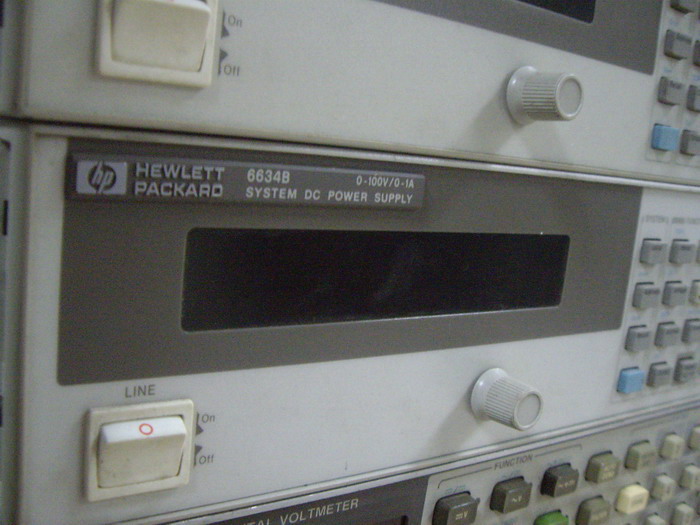 On
Off
hp HEWLETT PACKARD
6634B 0-100V/0-1A
SYSTEM DC POWER SUPPLY
LINE
On
Off
FUNCTION
VOLTMETER